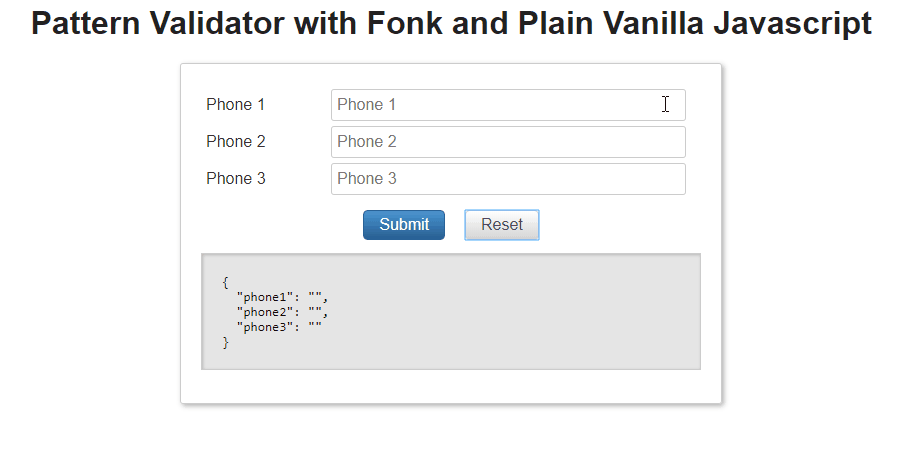 Pattern Validator with Fonk and Plain Vanilla Javascript
Phone 1 Phone 1
Phone 2 Phone 2
Phone 3 Phone 3
Submit Reset
{
  "phone1": "",
  "phone2": "",
  "phone3": ""
}